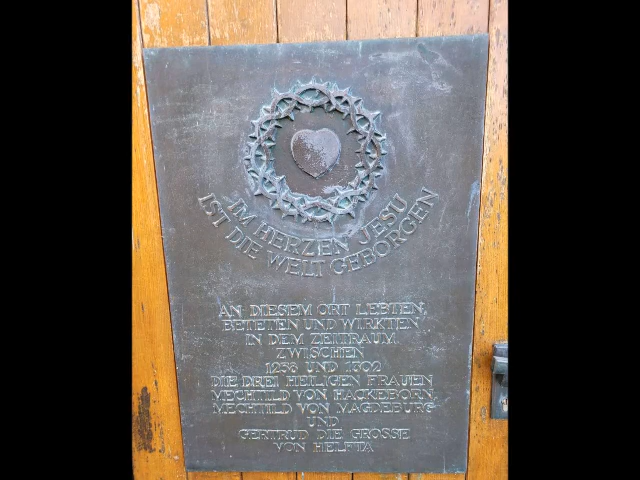 IM HERZEN JESU
IST DIE WELT GEBORGEN
AN DIESEM ORT LEBTEN,
BETETEN UND WIRKTEN
IN DEM ZEITRAUM
ZWISCHEN
1258 UND 1302
DIE DREI HEILIGEN FRAUEN
MECHTILD VON HACKEBORN,
MECHTILD VON MAGDEBURG
UND
GERTRUD DIE GROSSE
VON HELFTA